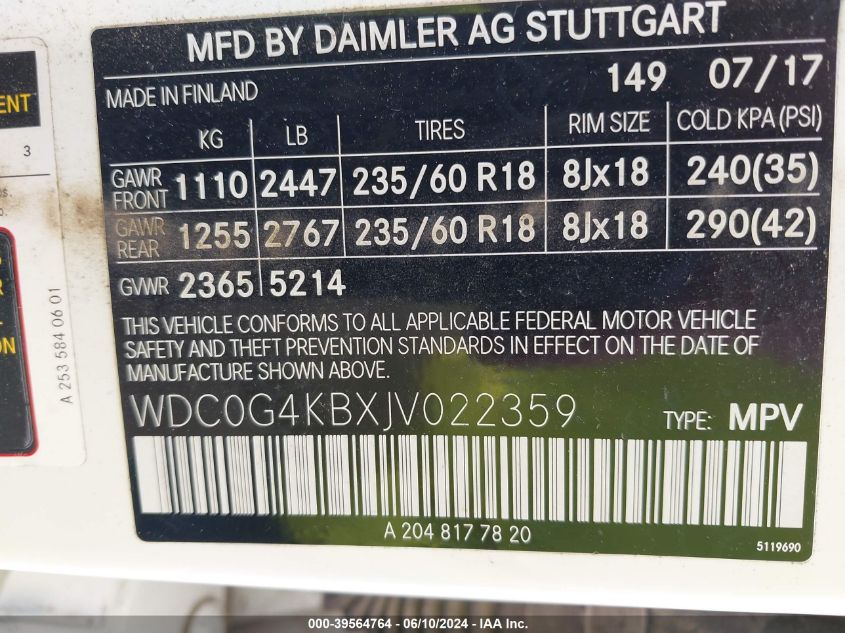 MFD BY DAIMLER AG STUTTGART
MADE IN FINLAND 149 07/17
KG LB TIRES RIM SIZE COLD KPA (PSI)
GAWR FRONT 1110 2447 235/60 R18 8Jx18 240(35)
GAWR REAR 1255 2767 235/60 R18 8Jx18 290(42)
GVWR 2365 5214
THIS VEHICLE CONFORMS TO ALL APPLICABLE FEDERAL MOTOR VEHICLE
SAFETY AND THEFT PREVENTION STANDARDS IN EFFECT ON THE DATE OF
MANUFACTURE SHOWN ABOVE.
WDC0G4KBXJV022359 TYPE: MPV
A 204 817 78 20
5119690
3
A 253 584 06 01
000-39564764 - 06/10/2024 - IAA Inc.